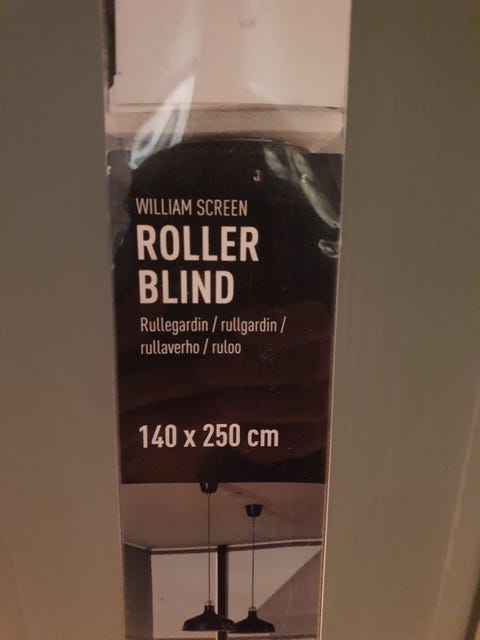 WILLIAM SCREEN
ROLLER
BLIND
Rullegardin / rullgardin /
rullaverho / ruloo
140 x 250 cm